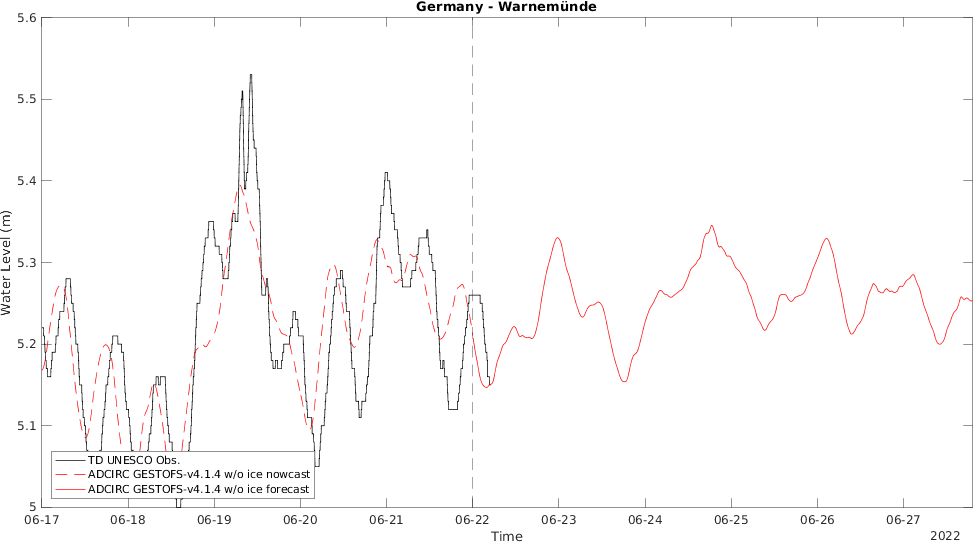 Germany - Warnemünde
Water Level (m)
5.6
5.5
5.4
5.3
5.2
5.1
5
TD UNESCO Obs.
ADCIRC GESTOFS-v4.1.4 w/o ice nowcast
ADCIRC GESTOFS-v4.1.4 w/o ice forecast
06-17 06-18 06-19 06-20 06-21 06-22 06-23 06-24 06-25 06-26 06-27
Time
2022